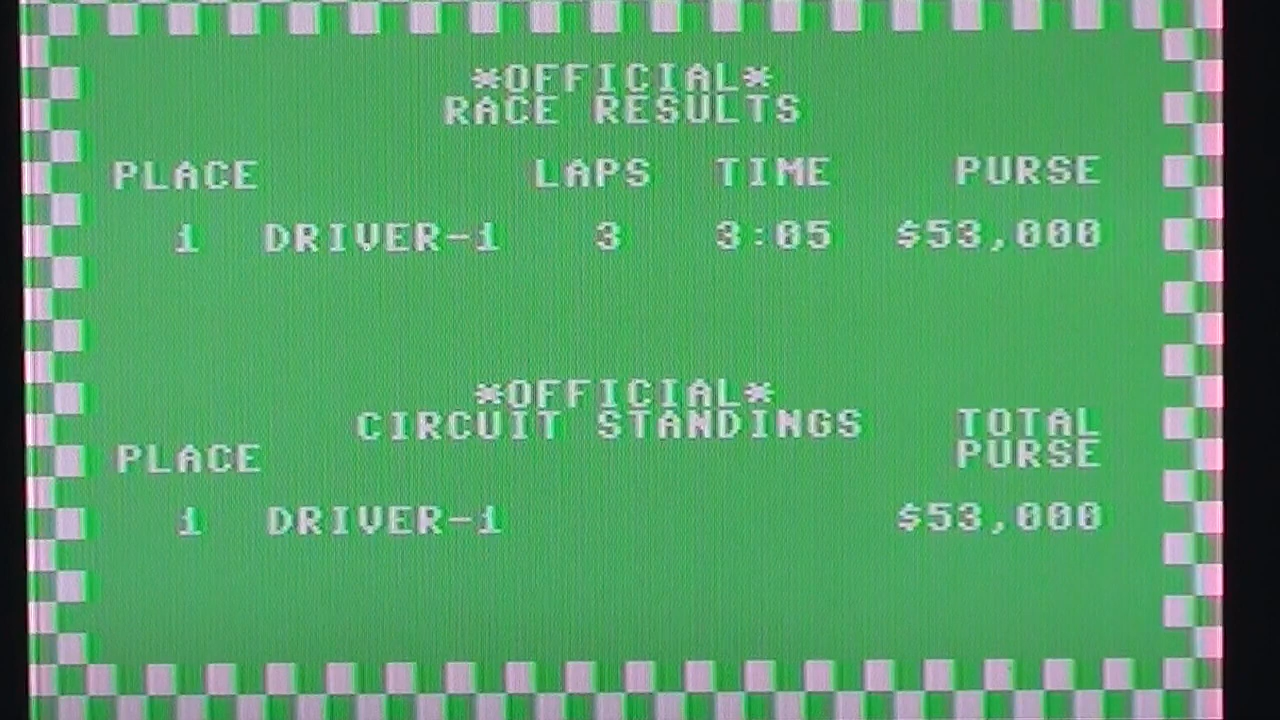 *OFFICIAL*
RACE RESULTS
PLACE LAPS TIME PURSE
1 DRIVER-1 3 3:05 $53,000
*OFFICIAL*
CIRCUIT STANDINGS TOTAL
PLACE PURSE
1 DRIVER-1 $53,000